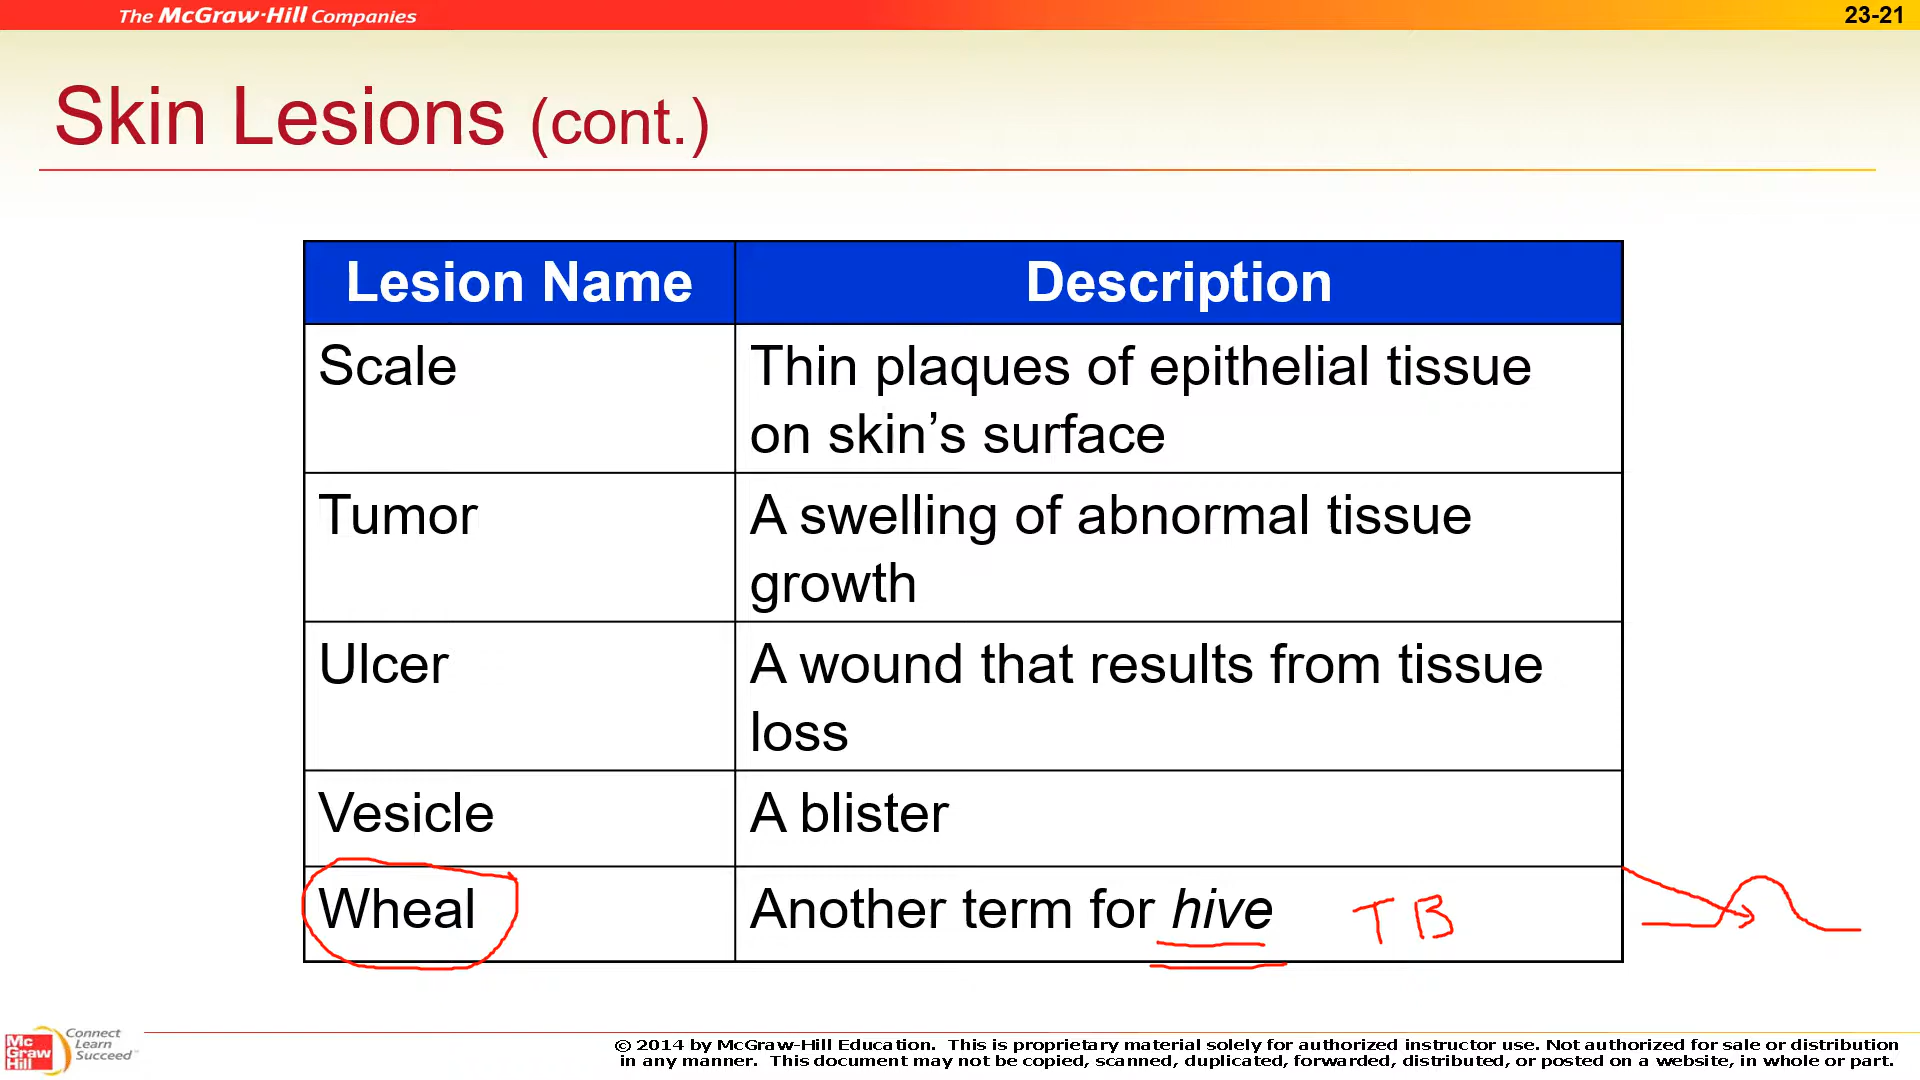 The McGraw-Hill Companies
23-21
Skin Lesions (cont.)
Lesion Name
Description
Scale
Thin plaques of epithelial tissue
on skin’s surface
Tumor
A swelling of abnormal tissue
growth
Ulcer
A wound that results from tissue
loss
Vesicle
A blister
Wheal
Another term for hive
TB
Mc
Graw
Hill
Connect
Learn
Succeed™
© 2014 by McGraw-Hill Education. This is proprietary material solely for authorized instructor use. Not authorized for sale or distribution
in any manner. This document may not be copied, scanned, duplicated, forwarded, distributed, or posted on a website, in whole or part.